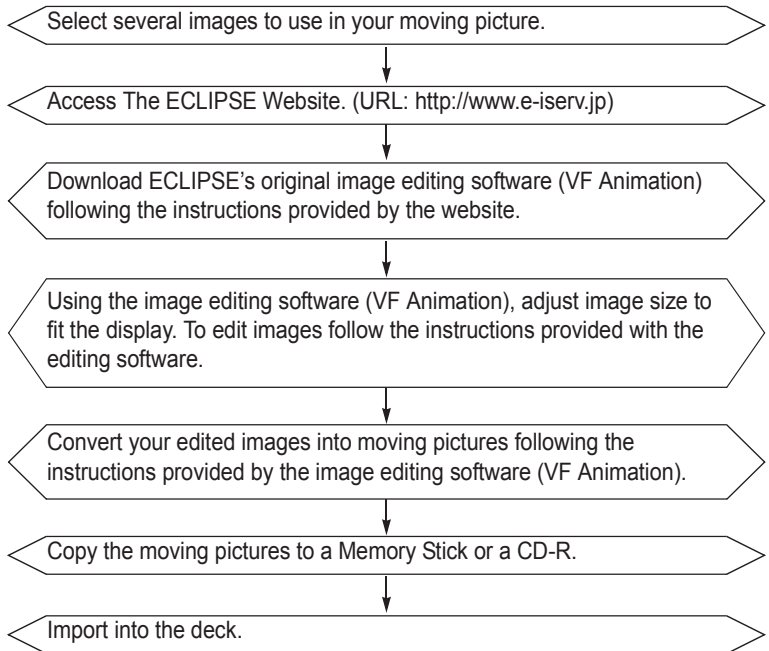 Select several images to use in your moving picture.
Access The ECLIPSE Website. (URL: http://www.e-iserv.jp)
Download ECLIPSE's original image editing software (VF Animation)
following the instructions provided by the website.
Using the image editing software (VF Animation), adjust image size to
fit the display. To edit images follow the instructions provided with the
editing software.
Convert your edited images into moving pictures following the
instructions provided by the image editing software (VF Animation).
Copy the moving pictures to a Memory Stick or a CD-R.
Import into the deck.